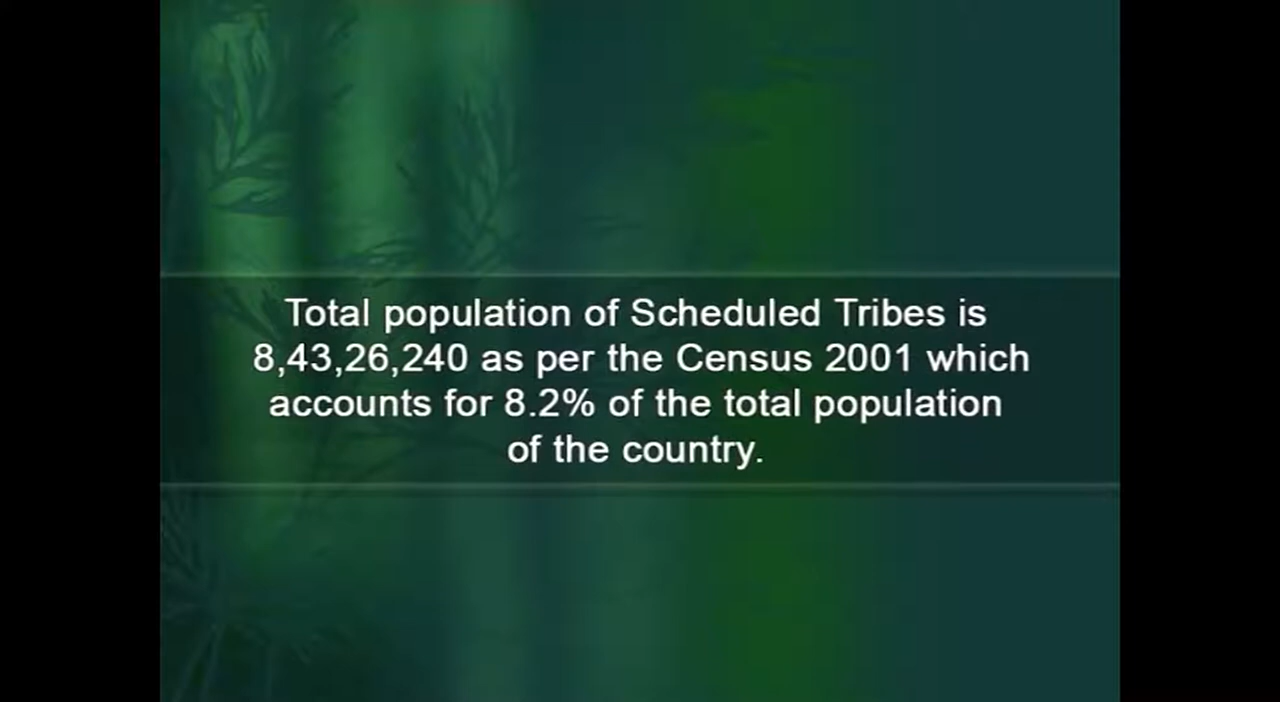 Total population of Scheduled Tribes is
8,43,26,240 as per the Census 2001 which
accounts for 8.2% of the total population
of the country.